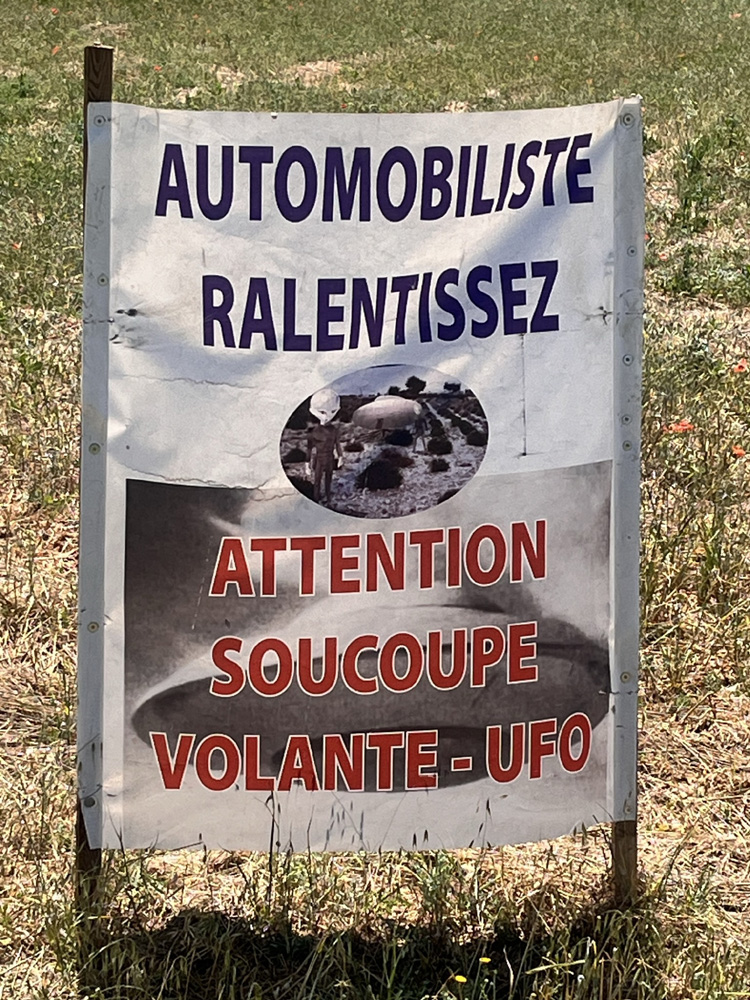 AUTOMOBILISTE
RALENTISSEZ
ATTENTION
SOUCOUPE
VOLANTE - UFO